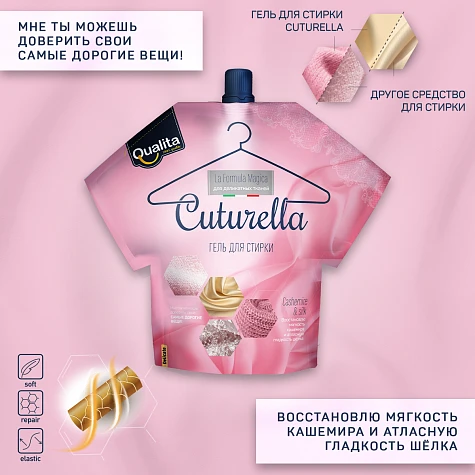 МНЕ ТЫ МОЖЕШЬ
ДОВЕРИТЬ СВОИ
САМЫЕ ДОРОГИЕ ВЕЩИ!
ГЕЛЬ ДЛЯ СТИРКИ
CUTURELLA
ДРУГОЕ СРЕДСТВО
ДЛЯ СТИРКИ
Qualita
La Formula Magica
ДЛЯ ДЕЛИКАТНЫХ ТКАНЕЙ
Cuturella
ГЕЛЬ ДЛЯ СТИРКИ
Cashemire
& silk
soft
repair
elastic
ВОССТАНОВЛЮ МЯГКОСТЬ
КАШЕМИРА И АТЛАСНУЮ
ГЛАДКОСТЬ ШЁЛКА